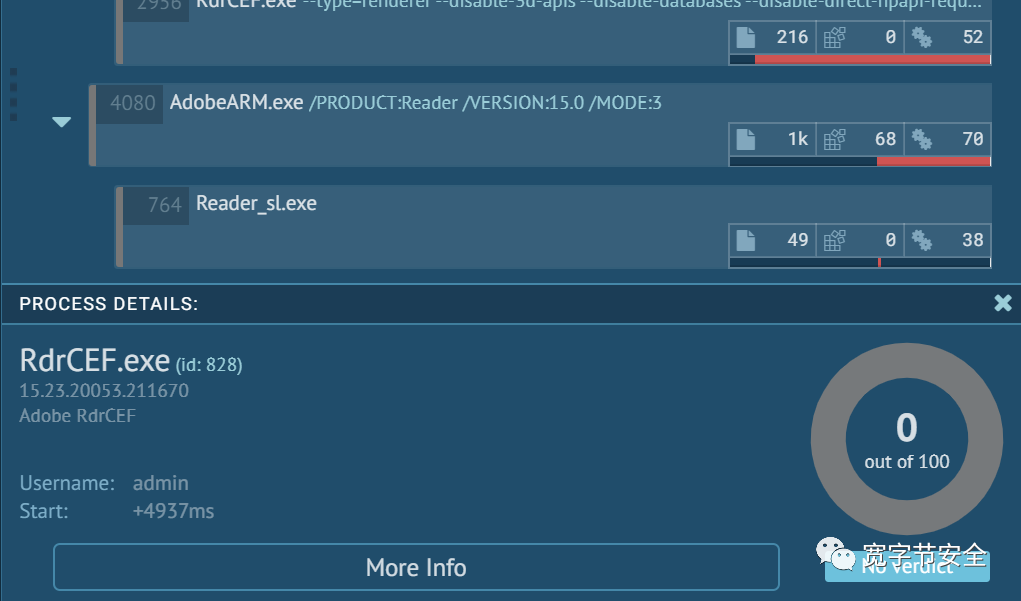 2956 RdrCEF.exe --type=renderer --disable-3d-apis --disable-databases --disable-direct-npapi-requ...
216 0 52
4080 AdobeARM.exe /PRODUCT:Reader /VERSION:15.0 /MODE:3
1k 68 70
764 Reader_sl.exe
49 0 38
PROCESS DETAILS:
RdrCEF.exe (id: 828)
15.23.20053.211670
Adobe RdrCEF
0
out of 100
Username: admin
Start: +4937ms
More Info
No verdict
宽字节安全